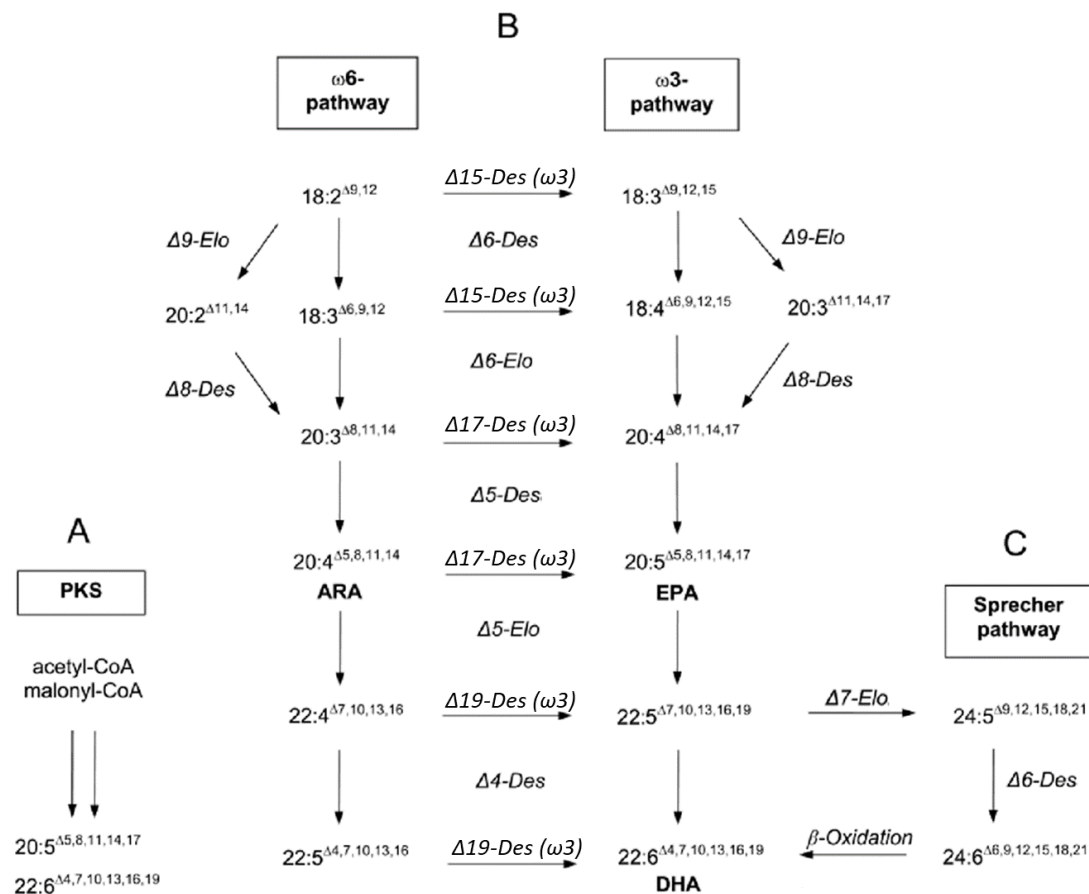 B
ω6-
pathway
ω3-
pathway
18:2Δ9,12
Δ15-Des (ω3)
18:3Δ9,12,15
Δ9-Elo
Δ6-Des
Δ9-Elo
20:2Δ11,14
18:3Δ6,9,12
Δ15-Des (ω3)
18:4Δ6,9,12,15
20:3Δ11,14,17
Δ8-Des
Δ6-Elo
Δ8-Des
20:3Δ8,11,14
Δ17-Des (ω3)
20:4Δ8,11,14,17
Δ5-Des
A
PKS
acetyl-CoA
malonyl-CoA
20:5Δ5,8,11,14,17
22:6Δ4,7,10,13,16,19
20:4Δ5,8,11,14
ARA
Δ17-Des (ω3)
20:5Δ5,8,11,14,17
EPA
Δ5-Elo
22:4Δ7,10,13,16
Δ19-Des (ω3)
22:5Δ7,10,13,16,19
Δ4-Des
22:5Δ4,7,10,13,16
Δ19-Des (ω3)
22:6Δ4,7,10,13,16,19
DHA
C
Sprecher
pathway
Δ7-Elo
24:5Δ9,12,15,18,21
Δ6-Des
β-Oxidation
24:6Δ6,9,12,15,18,21